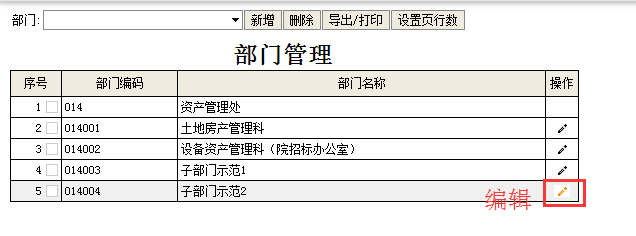 部门: 新增 删除 导出/打印 设置页行数
部门管理
序号 部门编码 部门名称 操作
1 014 资产管理处
2 014001 土地房产管理科
3 014002 设备资产管理科（院招标办公室）
4 014003 子部门示范1
5 014004 子部门示范2 编辑